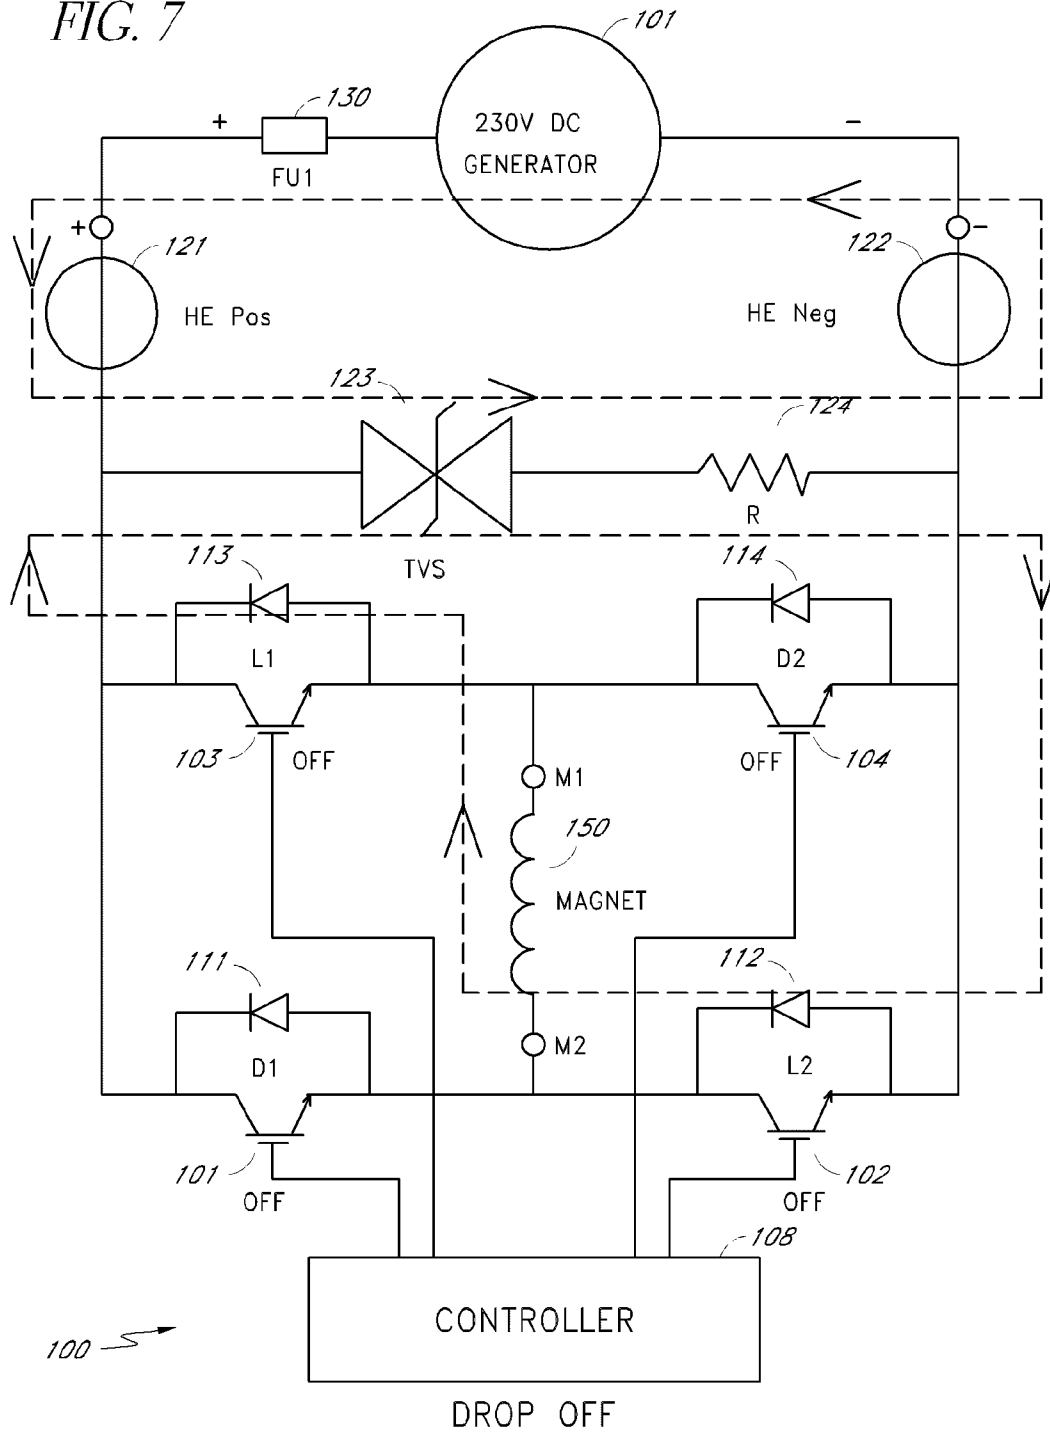 FIG. 7
101
130
+
230V DC
GENERATOR
−
FU1
+
121
122
−
HE Pos
HE Neg
123
124
R
TVS
113
114
L1
D2
103
OFF
OFF
104
M1
150
MAGNET
111
112
M2
D1
L2
101
OFF
102
OFF
108
CONTROLLER
100
DROP OFF